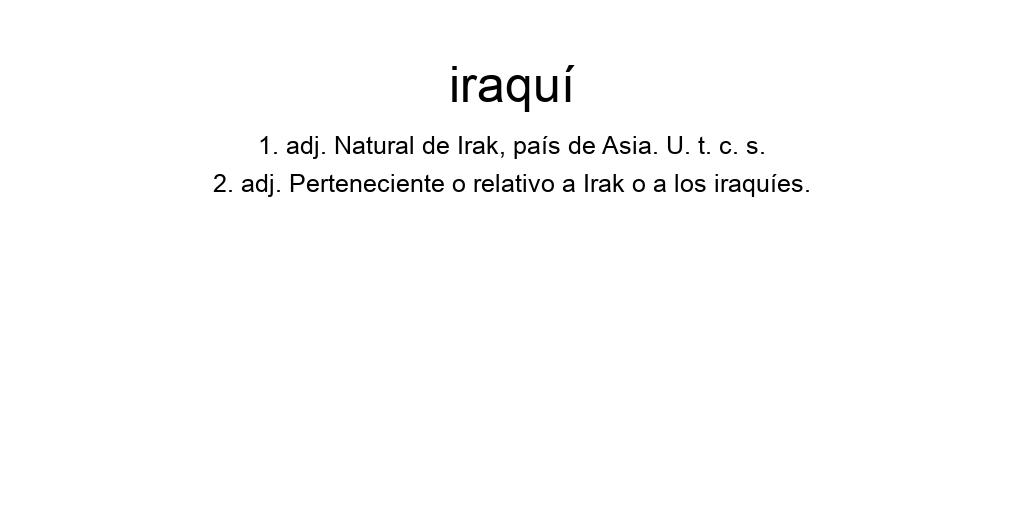 iraquí
1. adj. Natural de Irak, país de Asia. U. t. c. s.
2. adj. Perteneciente o relativo a Irak o a los iraquíes.